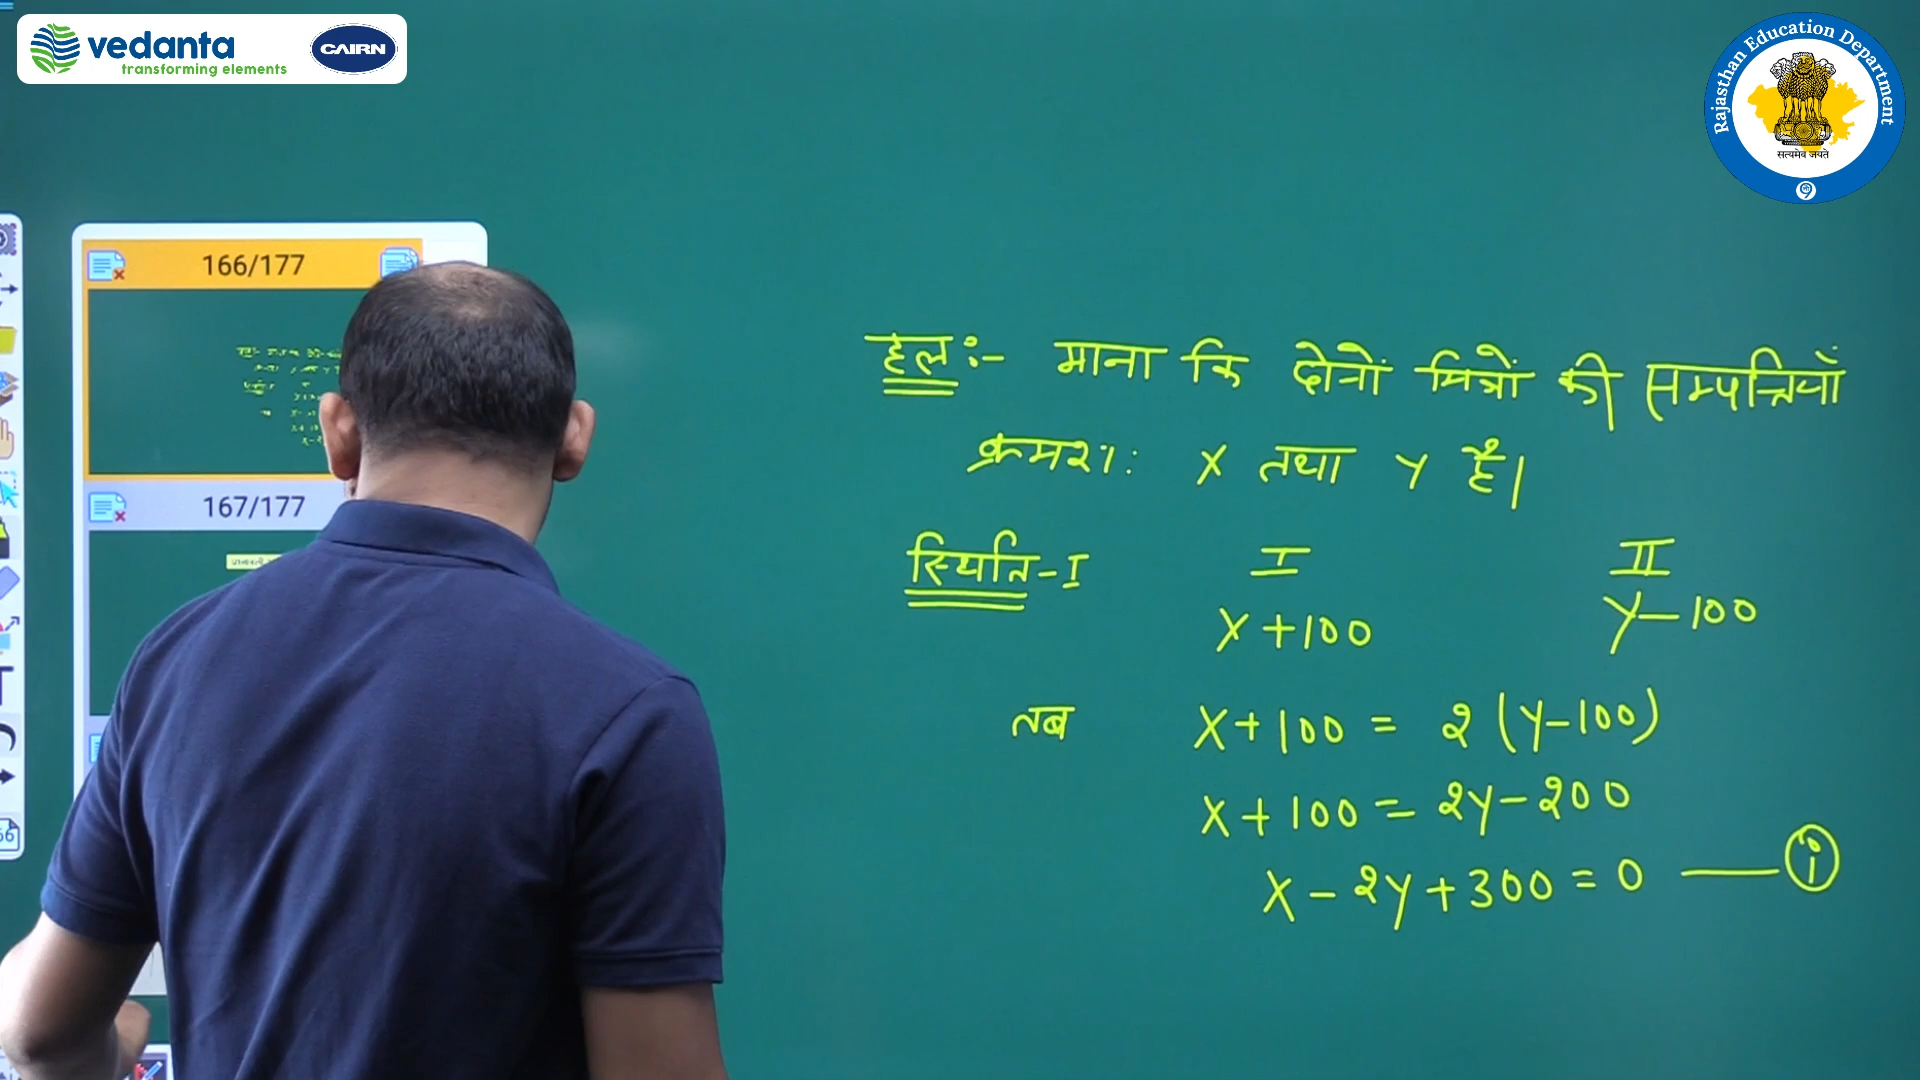 vedanta
transforming elements
CAIRN
Rajasthan Education Department
सत्यमेव जयते
166/177
167/177
हल :- माना कि दोनों मित्रों की सम्पत्तियाँ
क्रमश: x तथा y है।
स्थिति-I I II
x+100 y-100
तब x+100 = 2(y-100)
x+100 = 2y-200
x-2y+300=0 — (i)